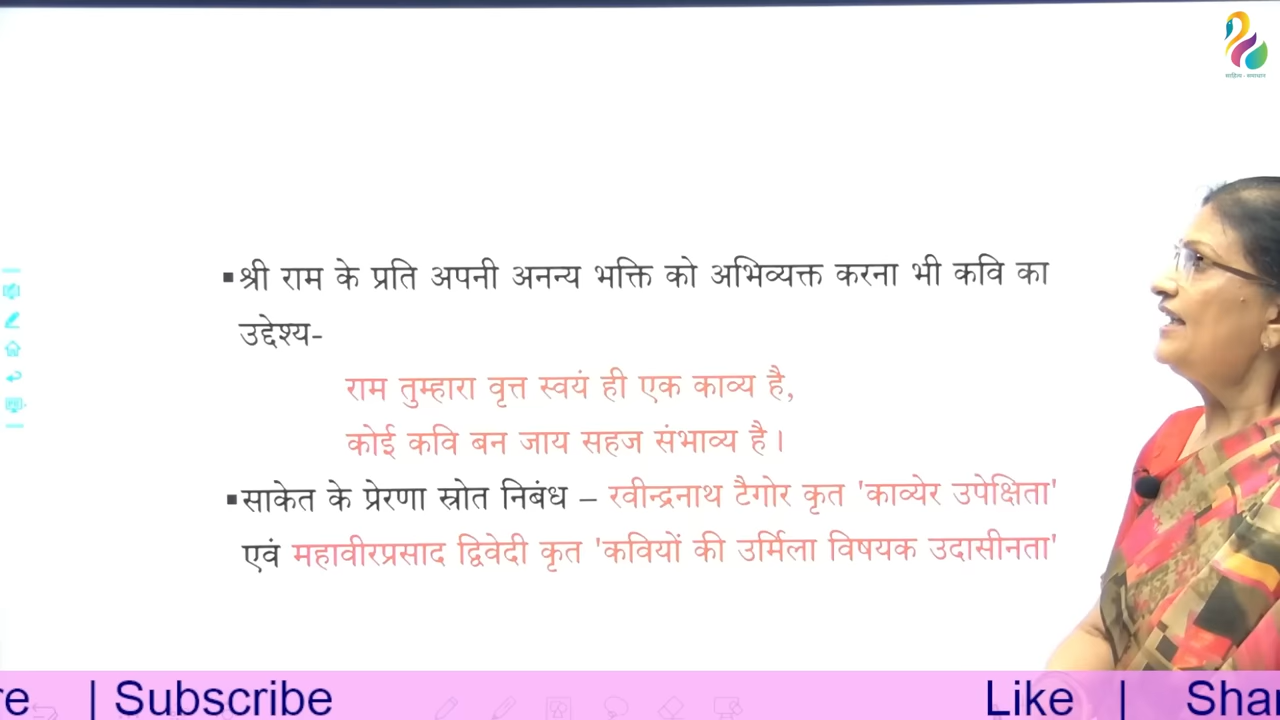 साहित्य - समाधान
▪श्री राम के प्रति अपनी अनन्य भक्ति को अभिव्यक्त करना भी कवि का
उद्देश्य-
राम तुम्हारा वृत्त स्वयं ही एक काव्य है,
कोई कवि बन जाय सहज संभाव्य है।
▪साकेत के प्रेरणा स्रोत निबंध – रवीन्द्रनाथ टैगोर कृत 'काव्येर उपेक्षिता'
एवं महावीरप्रसाद द्विवेदी कृत 'कवियों की उर्मिला विषयक उदासीनता'
re | Subscribe Like | Shar